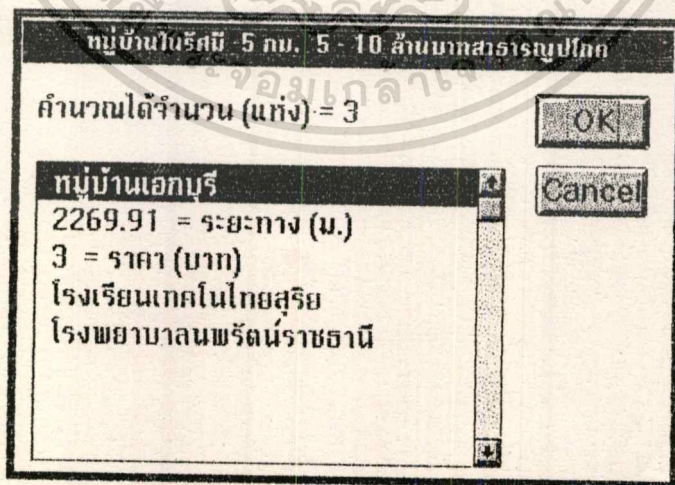 หมู่บ้านในรัศมี 5 กม. 5 - 10 ล้านบาทสาธารณูปโภค
คำนวณได้จำนวน (แห่ง) = 3
OK
หมู่บ้านเอกบุรี
Cancel
2269.91 = ระยะทาง (ม.)
3 = ราคา (บาท)
โรงเรียนเทคโนไทยสุริย
โรงพยาบาลนพรัตน์ราชธานี